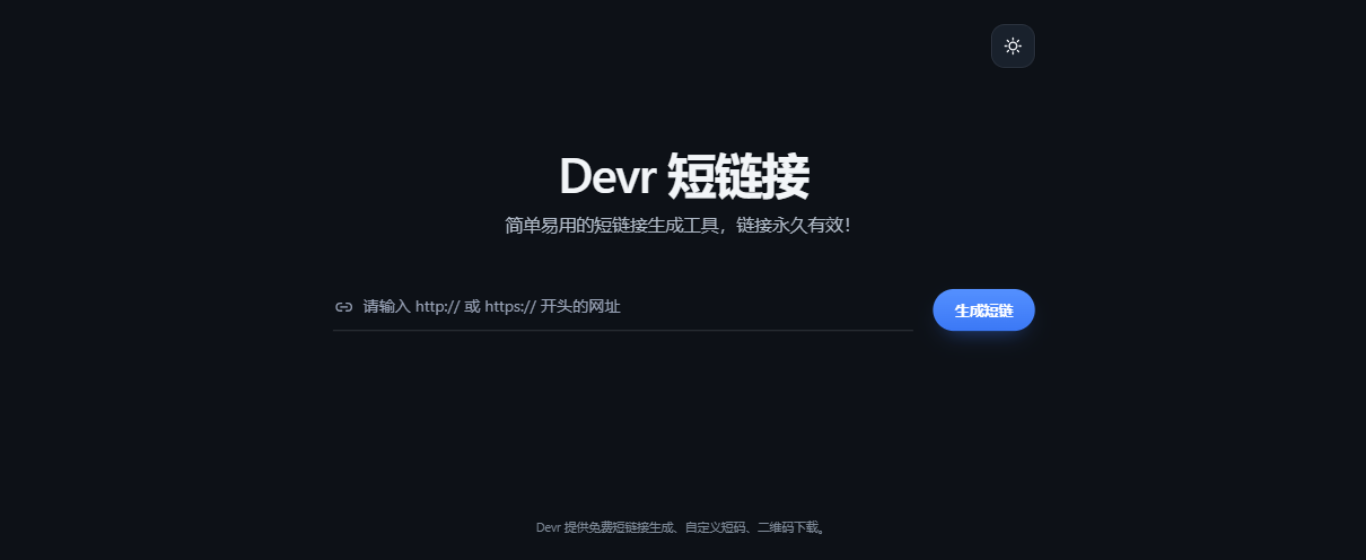 Devr 短链接
简单易用的短链接生成工具，链接永久有效！
请输入 http:// 或 https:// 开头的网址
生成短链
Devr 提供免费短链接生成、自定义短码、二维码下载。